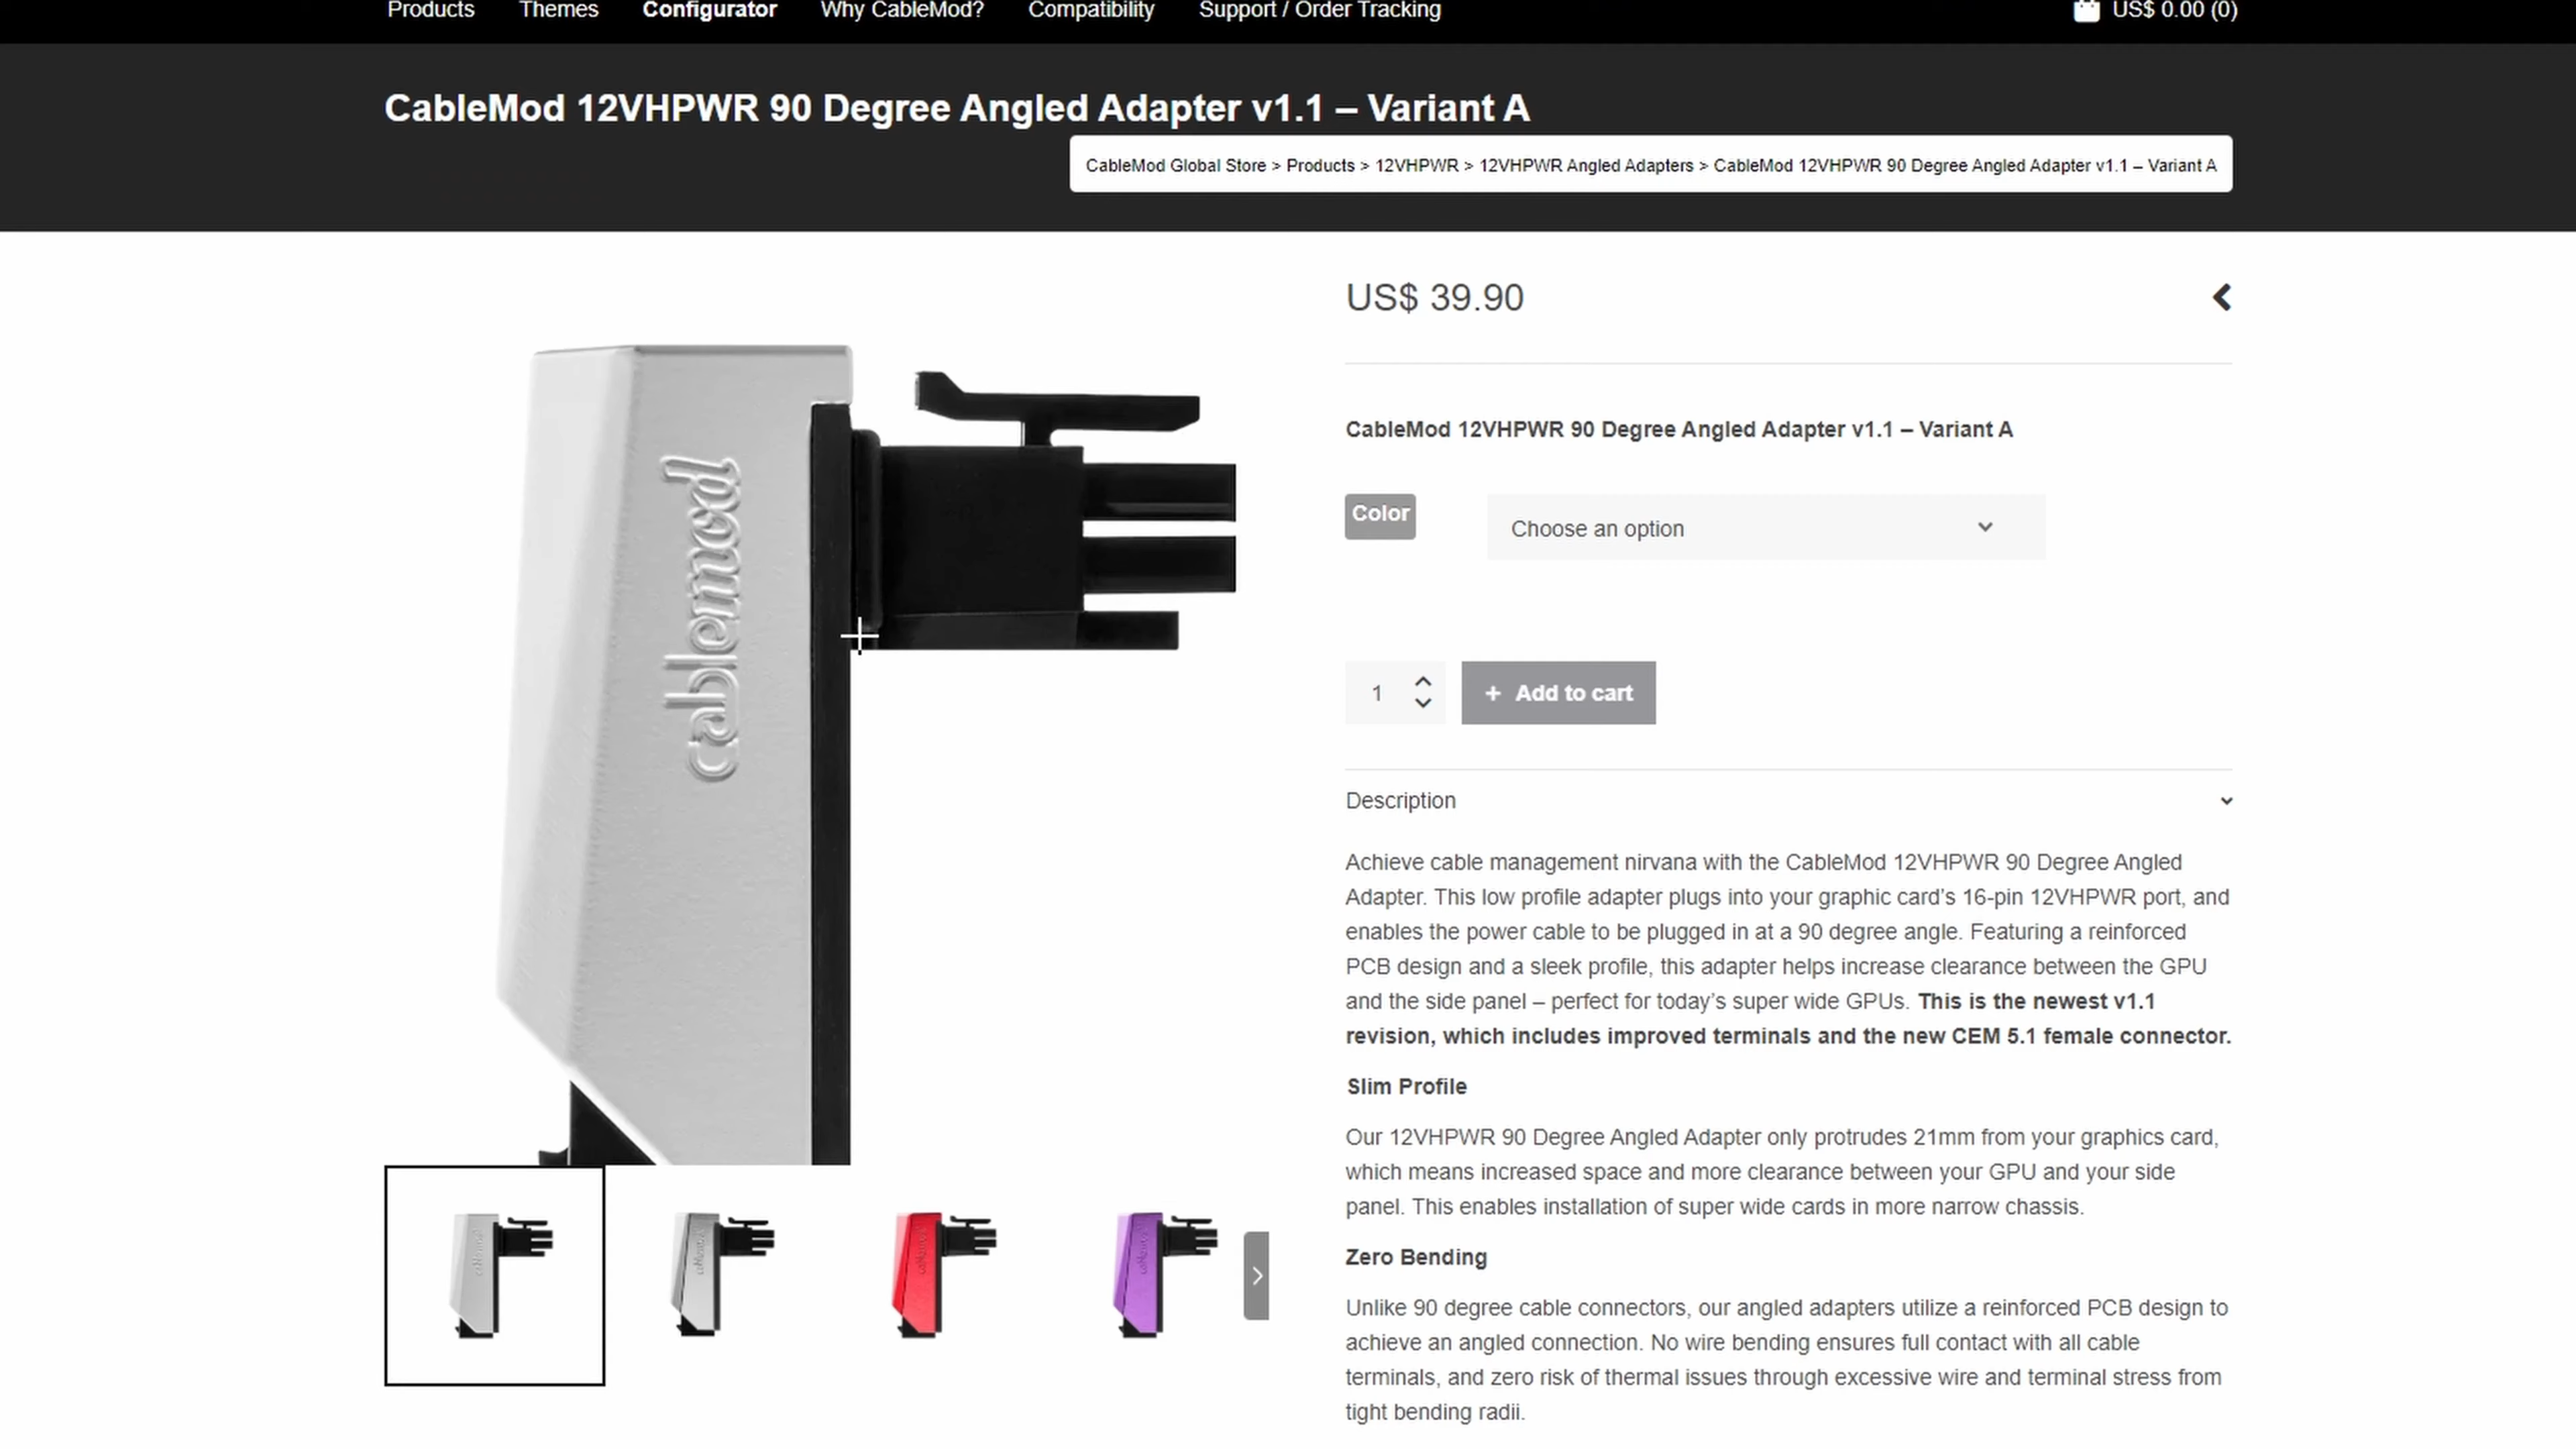 Products Themes Configurator Why CableMod? Compatibility Support / Order Tracking US$ 0.00 (0)
CableMod 12VHPWR 90 Degree Angled Adapter v1.1 – Variant A
CableMod Global Store > Products > 12VHPWR > 12VHPWR Angled Adapters > CableMod 12VHPWR 90 Degree Angled Adapter v1.1 – Variant A
cablemod
US$ 39.90
CableMod 12VHPWR 90 Degree Angled Adapter v1.1 – Variant A
Color Choose an option
1 + Add to cart
Description
Achieve cable management nirvana with the CableMod 12VHPWR 90 Degree Angled
Adapter. This low profile adapter plugs into your graphic card's 16-pin 12VHPWR port, and
enables the power cable to be plugged in at a 90 degree angle. Featuring a reinforced
PCB design and a sleek profile, this adapter helps increase clearance between the GPU
and the side panel – perfect for today's super wide GPUs. This is the newest v1.1
revision, which includes improved terminals and the new CEM 5.1 female connector.
Slim Profile
Our 12VHPWR 90 Degree Angled Adapter only protrudes 21mm from your graphics card,
which means increased space and more clearance between your GPU and your side
panel. This enables installation of super wide cards in more narrow chassis.
Zero Bending
Unlike 90 degree cable connectors, our angled adapters utilize a reinforced PCB design to
achieve an angled connection. No wire bending ensures full contact with all cable
terminals, and zero risk of thermal issues through excessive wire and terminal stress from
tight bending radii.